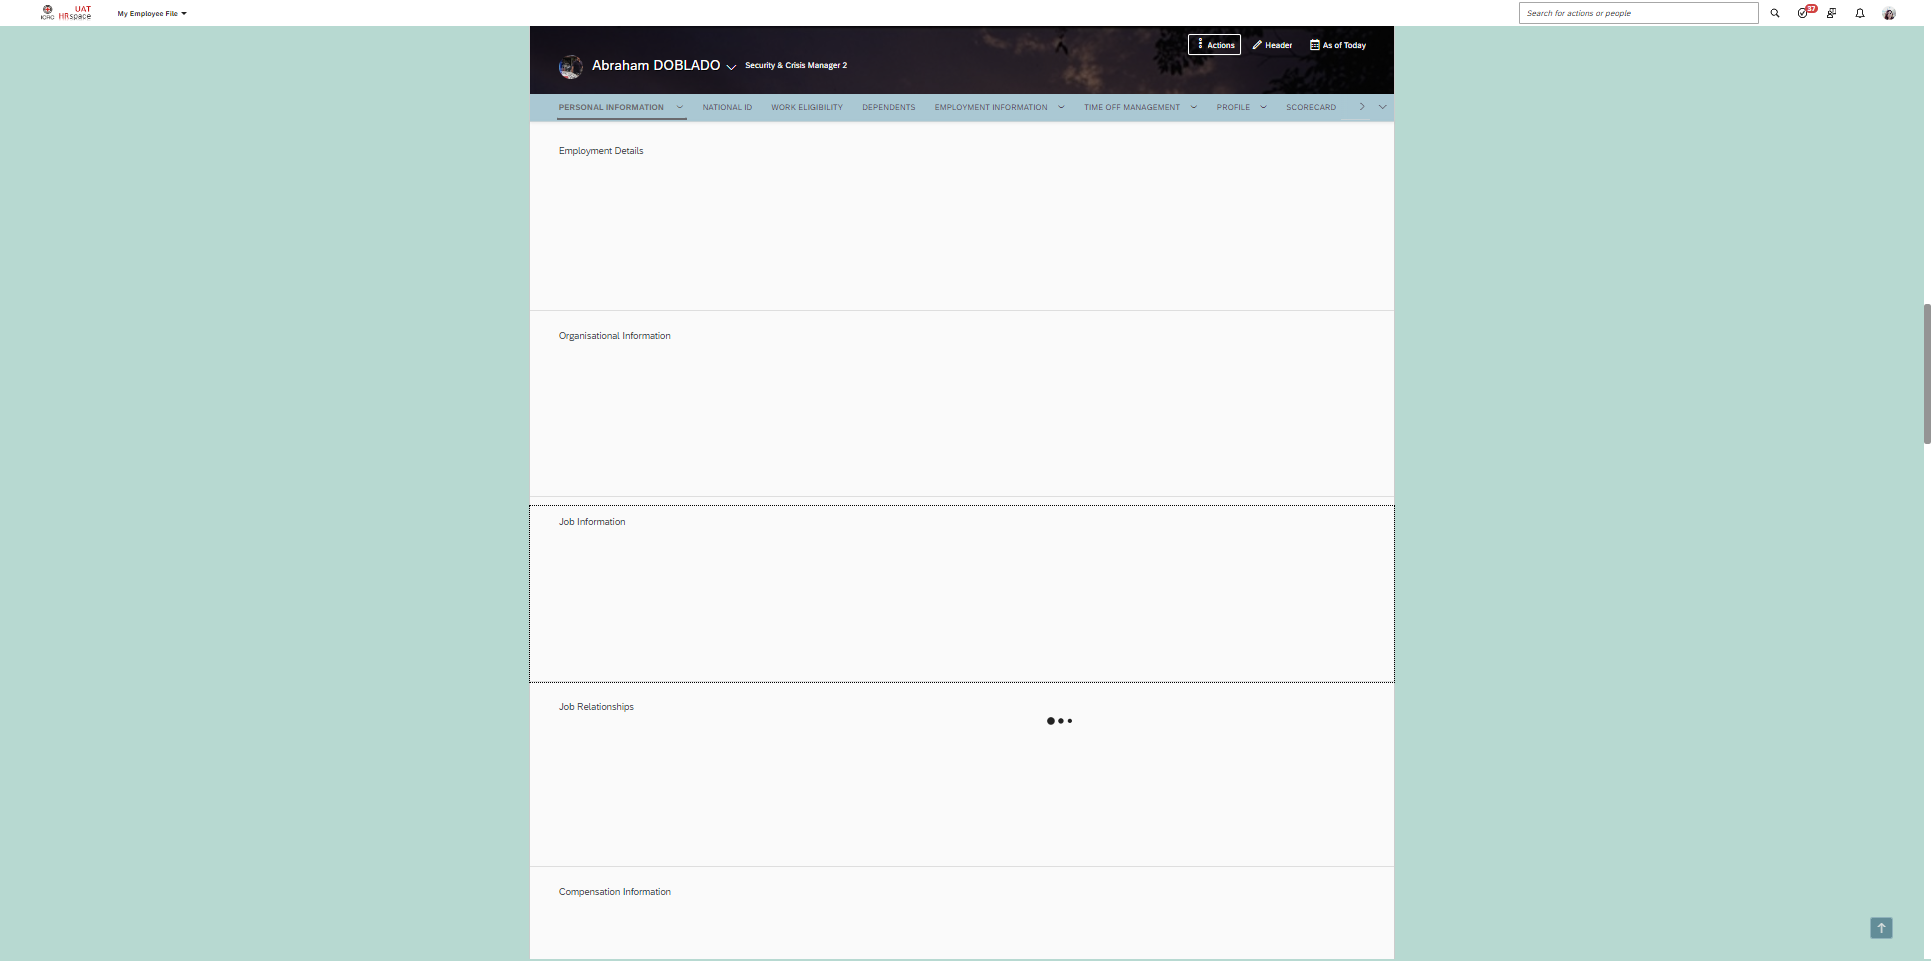 ICRC UAT HRspace My Employee File Search for actions or people 37
Actions Header As of Today
Abraham DOBLADO Security & Crisis Manager 2
PERSONAL INFORMATION NATIONAL ID WORK ELIGIBILITY DEPENDENTS EMPLOYMENT INFORMATION TIME OFF MANAGEMENT PROFILE SCORECARD
Employment Details
Organisational Information
Job Information
Job Relationships
Compensation Information